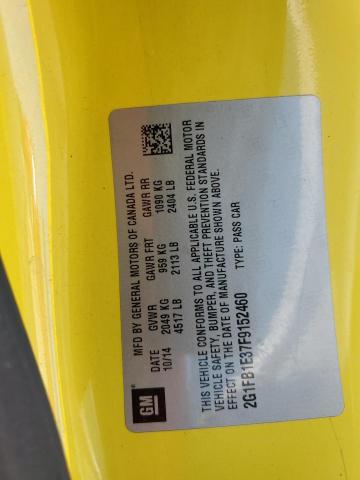 MFD BY GENERAL MOTORS OF CANADA LTD.
DATE GVWR GAWR FRT GAWR RR
10/14 2049 KG 959 KG 1090 KG
4517 LB 2113 LB 2404 LB
GM
THIS VEHICLE CONFORMS TO ALL APPLICABLE U.S. FEDERAL MOTOR
VEHICLE SAFETY, BUMPER, AND THEFT PREVENTION STANDARDS IN
EFFECT ON THE DATE OF MANUFACTURE SHOWN ABOVE.
2G1FB1E37F9152460 TYPE: PASS CAR